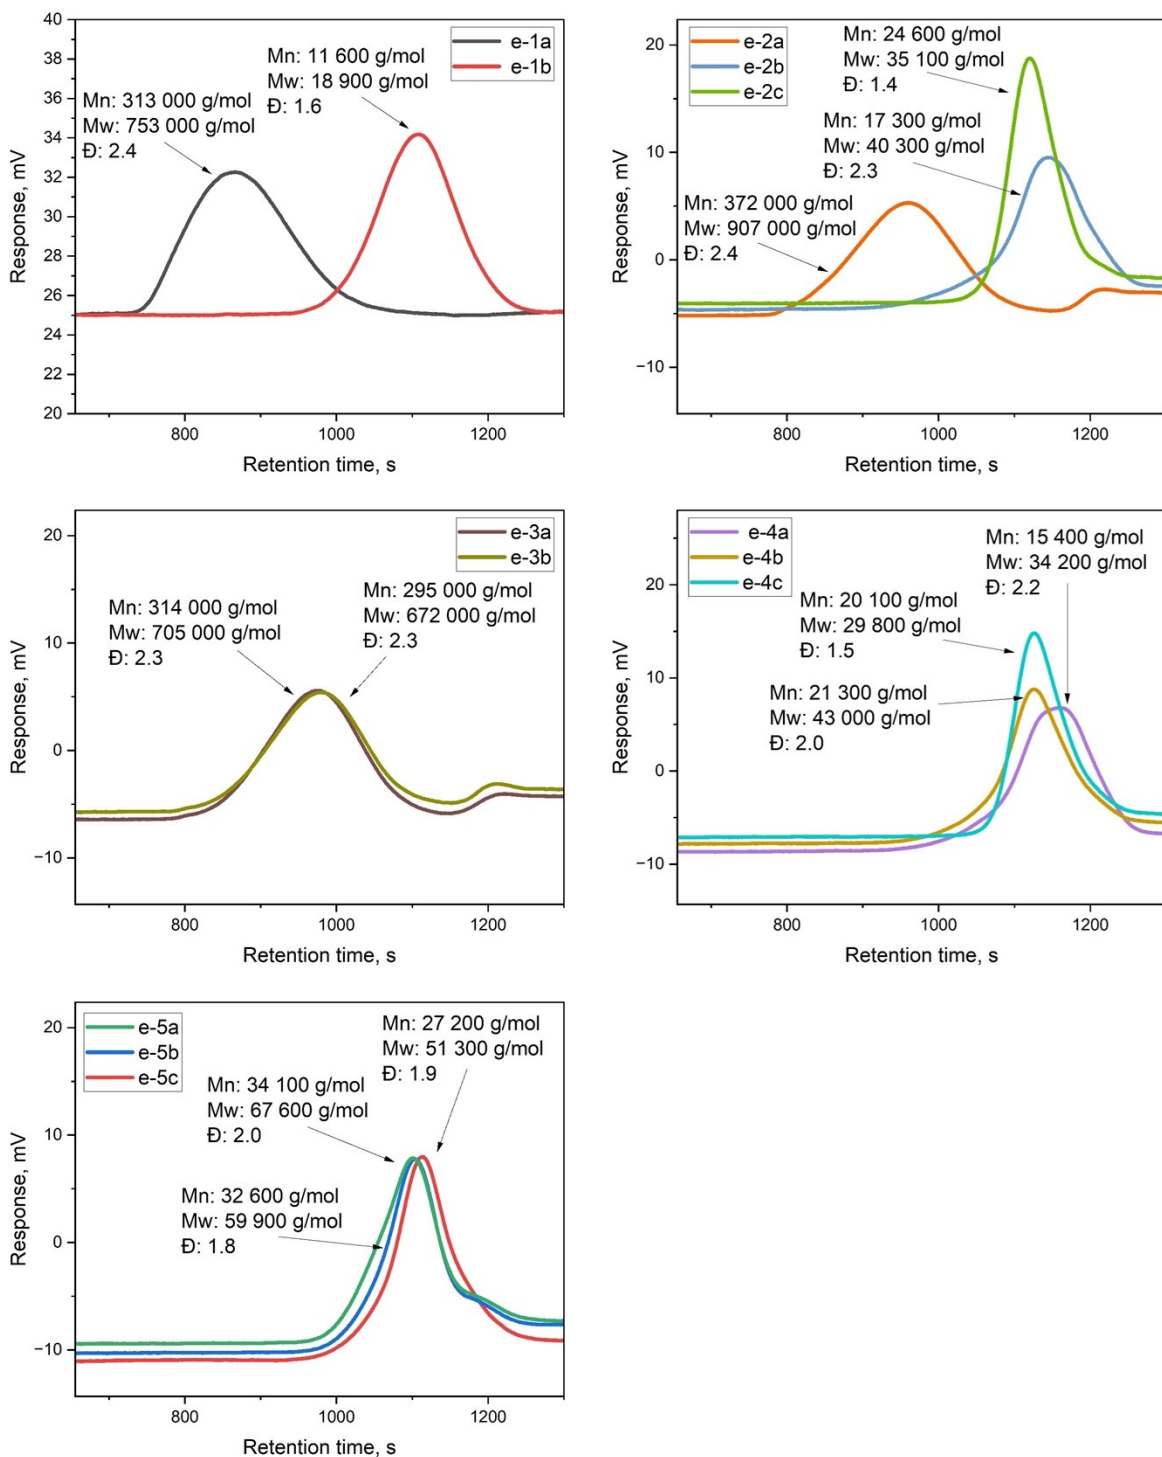 e-1a
e-1b
Mn: 11 600 g/mol
Mw: 18 900 g/mol
Đ: 1.6
Mn: 313 000 g/mol
Mw: 753 000 g/mol
Đ: 2.4
40
38
36
34
32
30
28
26
24
22
20
Response, mV
800
1000
1200
Retention time, s
e-2a
e-2b
e-2c
Mn: 24 600 g/mol
Mw: 35 100 g/mol
Đ: 1.4
Mn: 17 300 g/mol
Mw: 40 300 g/mol
Đ: 2.3
Mn: 372 000 g/mol
Mw: 907 000 g/mol
Đ: 2.4
20
10
0
−10
Response, mV
800
1000
1200
Retention time, s
e-3a
e-3b
Mn: 314 000 g/mol
Mw: 705 000 g/mol
Đ: 2.3
Mn: 295 000 g/mol
Mw: 672 000 g/mol
Đ: 2.3
20
10
0
−10
Response, mV
800
1000
1200
Retention time, s
e-4a
e-4b
e-4c
Mn: 15 400 g/mol
Mw: 34 200 g/mol
Đ: 2.2
Mn: 20 100 g/mol
Mw: 29 800 g/mol
Đ: 1.5
Mn: 21 300 g/mol
Mw: 43 000 g/mol
Đ: 2.0
20
10
0
−10
Response, mV
800
1000
1200
Retention time, s
e-5a
e-5b
e-5c
Mn: 27 200 g/mol
Mw: 51 300 g/mol
Đ: 1.9
Mn: 34 100 g/mol
Mw: 67 600 g/mol
Đ: 2.0
Mn: 32 600 g/mol
Mw: 59 900 g/mol
Đ: 1.8
20
10
0
−10
Response, mV
800
1000
1200
Retention time, s